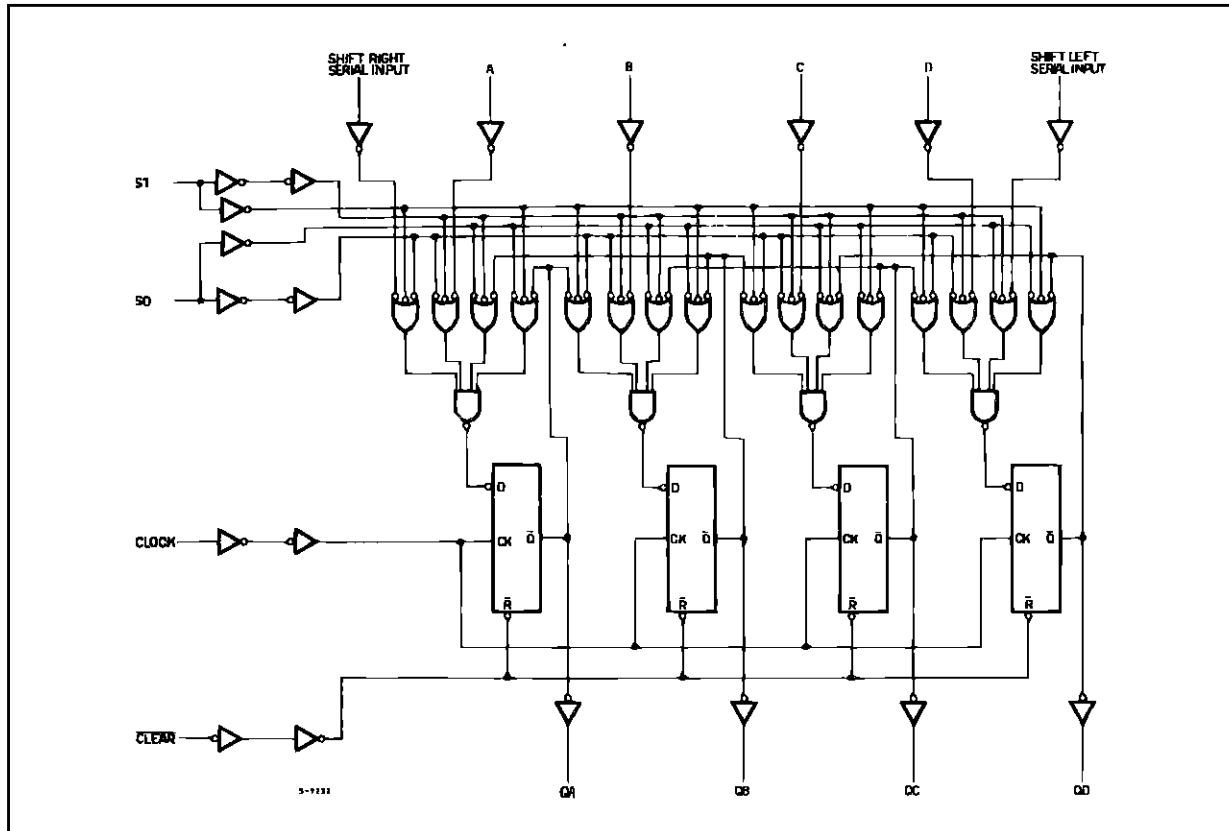 SHIFT RIGHT
SERIAL INPUT
A
B
C
D
SHIFT LEFT
SERIAL INPUT
S1
S0
D
CK
Q̅
R̅
D
CK
Q̅
R̅
D
CK
Q̅
R̅
D
CK
Q̅
R̅
CLOCK
C̅L̅E̅A̅R̅
QA
QB
QC
QD